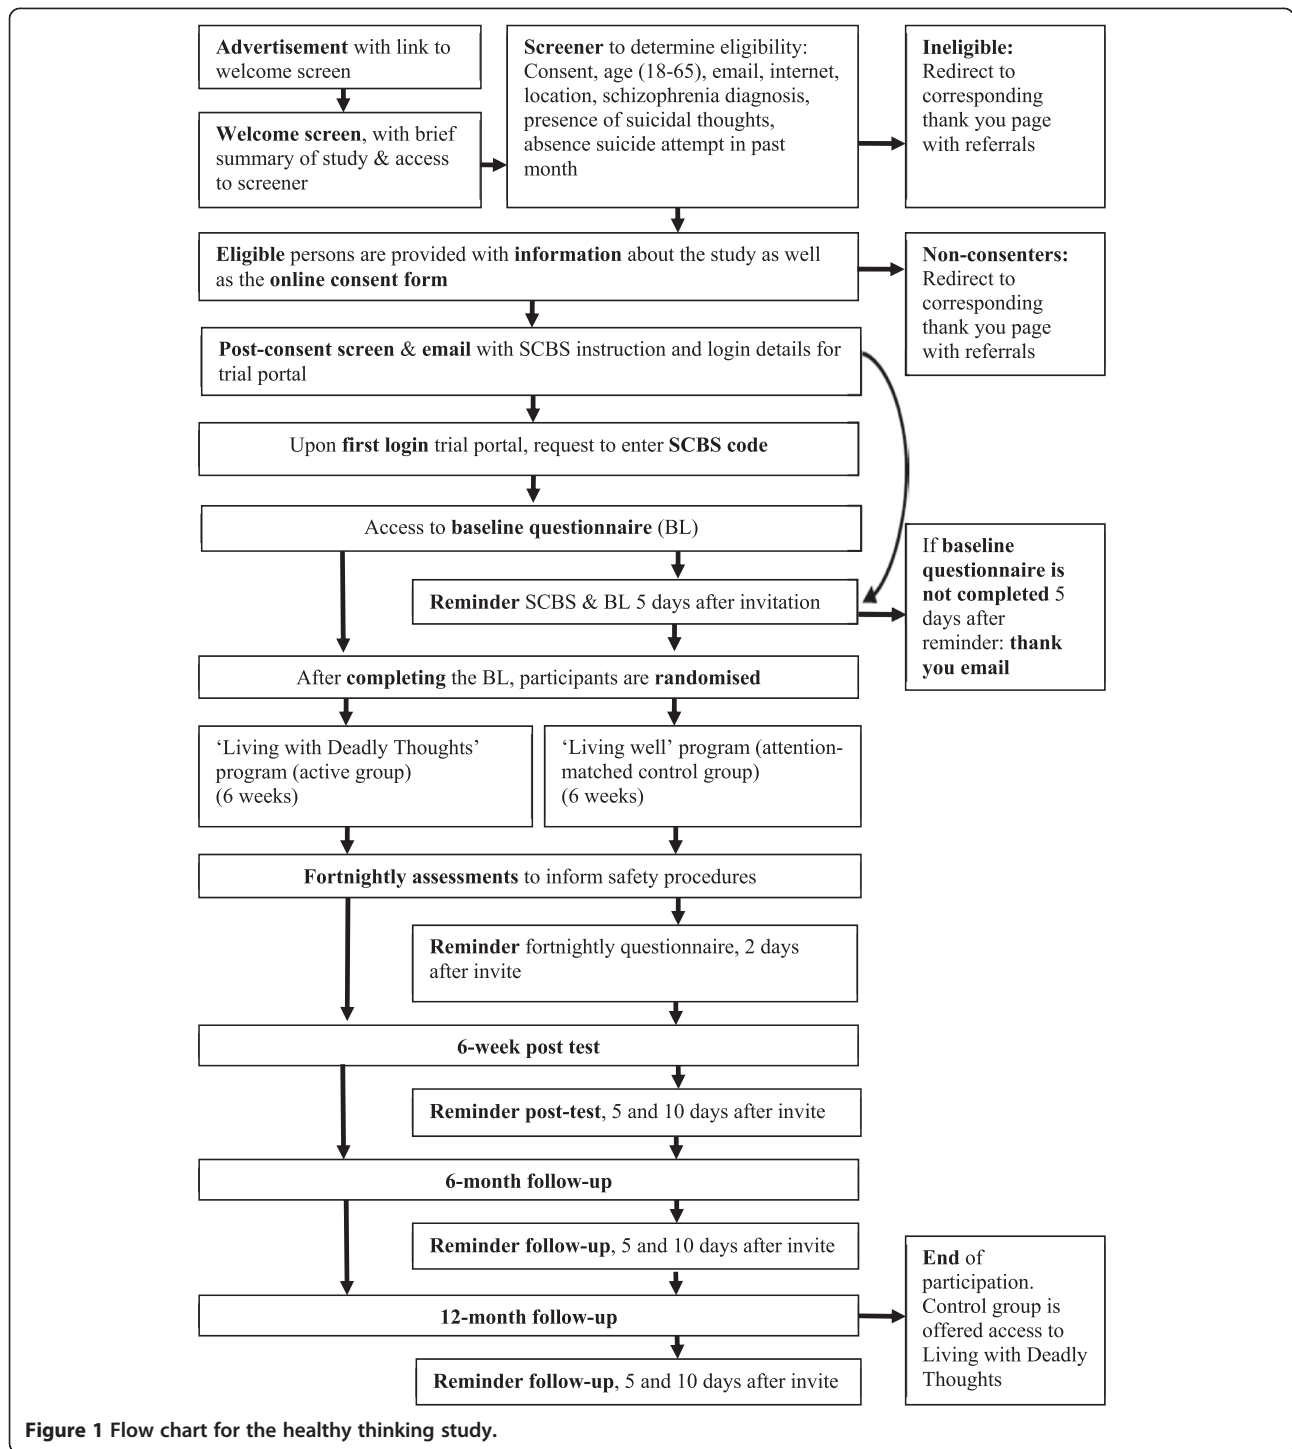 Advertisement with link to
welcome screen
Welcome screen, with brief
summary of study & access
to screener
Screener to determine eligibility:
Consent, age (18-65), email, internet,
location, schizophrenia diagnosis,
presence of suicidal thoughts,
absence suicide attempt in past
month
Ineligible:
Redirect to
corresponding
thank you page
with referrals
Eligible persons are provided with information about the study as well
as the online consent form
Non-consenters:
Redirect to
corresponding
thank you page
with referrals
Post-consent screen & email with SCBS instruction and login details for
trial portal
Upon first login trial portal, request to enter SCBS code
Access to baseline questionnaire (BL)
Reminder SCBS & BL 5 days after invitation
If baseline
questionnaire is
not completed 5
days after
reminder: thank
you email
After completing the BL, participants are randomised
‘Living with Deadly Thoughts’
program (active group)
(6 weeks)
‘Living well’ program (attention-
matched control group)
(6 weeks)
Fortnightly assessments to inform safety procedures
Reminder fortnightly questionnaire, 2 days
after invite
6-week post test
Reminder post-test, 5 and 10 days after invite
6-month follow-up
Reminder follow-up, 5 and 10 days after invite
12-month follow-up
End of
participation.
Control group is
offered access to
Living with Deadly
Thoughts
Reminder follow-up, 5 and 10 days after invite
Figure 1 Flow chart for the healthy thinking study.